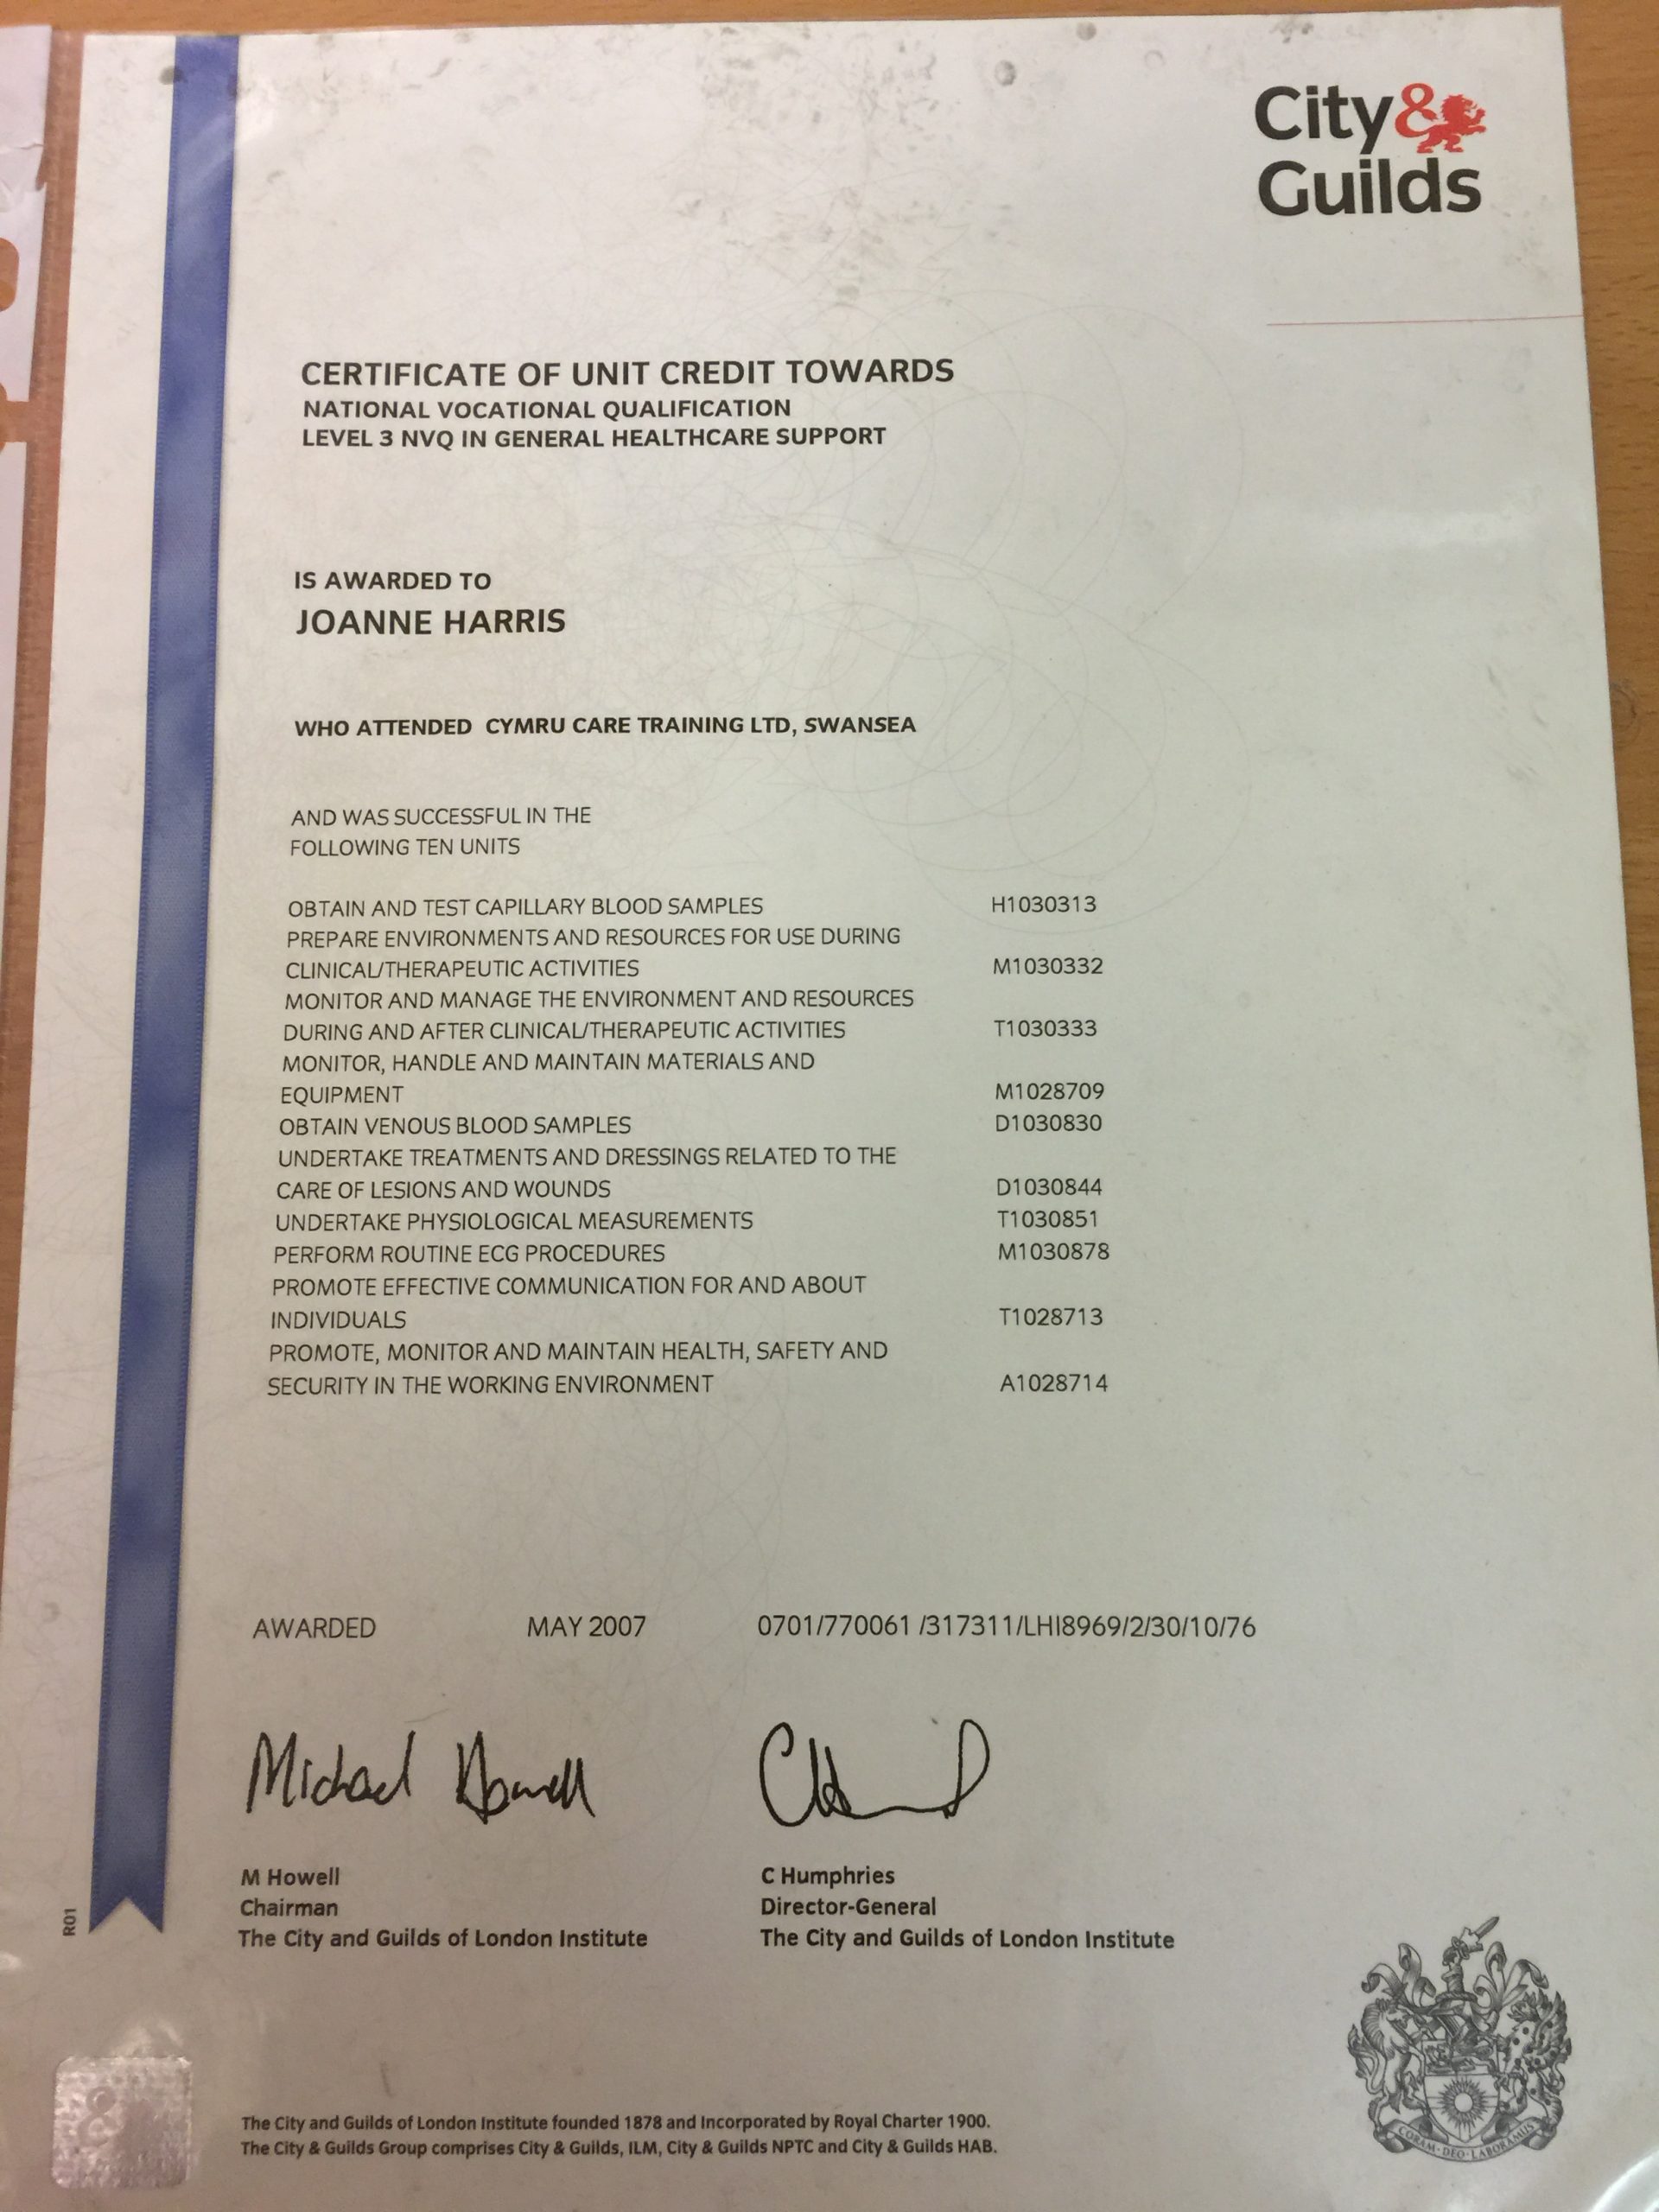 City&
Guilds
CERTIFICATE OF UNIT CREDIT TOWARDS
NATIONAL VOCATIONAL QUALIFICATION
LEVEL 3 NVQ IN GENERAL HEALTHCARE SUPPORT
IS AWARDED TO
JOANNE HARRIS
WHO ATTENDED CYMRU CARE TRAINING LTD, SWANSEA
AND WAS SUCCESSFUL IN THE
FOLLOWING TEN UNITS
OBTAIN AND TEST CAPILLARY BLOOD SAMPLES H1030313
PREPARE ENVIRONMENTS AND RESOURCES FOR USE DURING
CLINICAL/THERAPEUTIC ACTIVITIES M1030332
MONITOR AND MANAGE THE ENVIRONMENT AND RESOURCES
DURING AND AFTER CLINICAL/THERAPEUTIC ACTIVITIES T1030333
MONITOR, HANDLE AND MAINTAIN MATERIALS AND
EQUIPMENT M1028709
OBTAIN VENOUS BLOOD SAMPLES D1030830
UNDERTAKE TREATMENTS AND DRESSINGS RELATED TO THE
CARE OF LESIONS AND WOUNDS D1030844
UNDERTAKE PHYSIOLOGICAL MEASUREMENTS T1030851
PERFORM ROUTINE ECG PROCEDURES M1030878
PROMOTE EFFECTIVE COMMUNICATION FOR AND ABOUT
INDIVIDUALS T1028713
PROMOTE, MONITOR AND MAINTAIN HEALTH, SAFETY AND
SECURITY IN THE WORKING ENVIRONMENT A1028714
AWARDED MAY 2007 0701/770061 /317311/LHI8969/2/30/10/76
Michael Howell
M Howell
Chairman
The City and Guilds of London Institute
C Humphries
Director-General
The City and Guilds of London Institute
R01
The City and Guilds of London Institute founded 1878 and Incorporated by Royal Charter 1900.
The City & Guilds Group comprises City & Guilds, ILM, City & Guilds NPTC and City & Guilds HAB.
CORAM·DEO·LABORAMUS